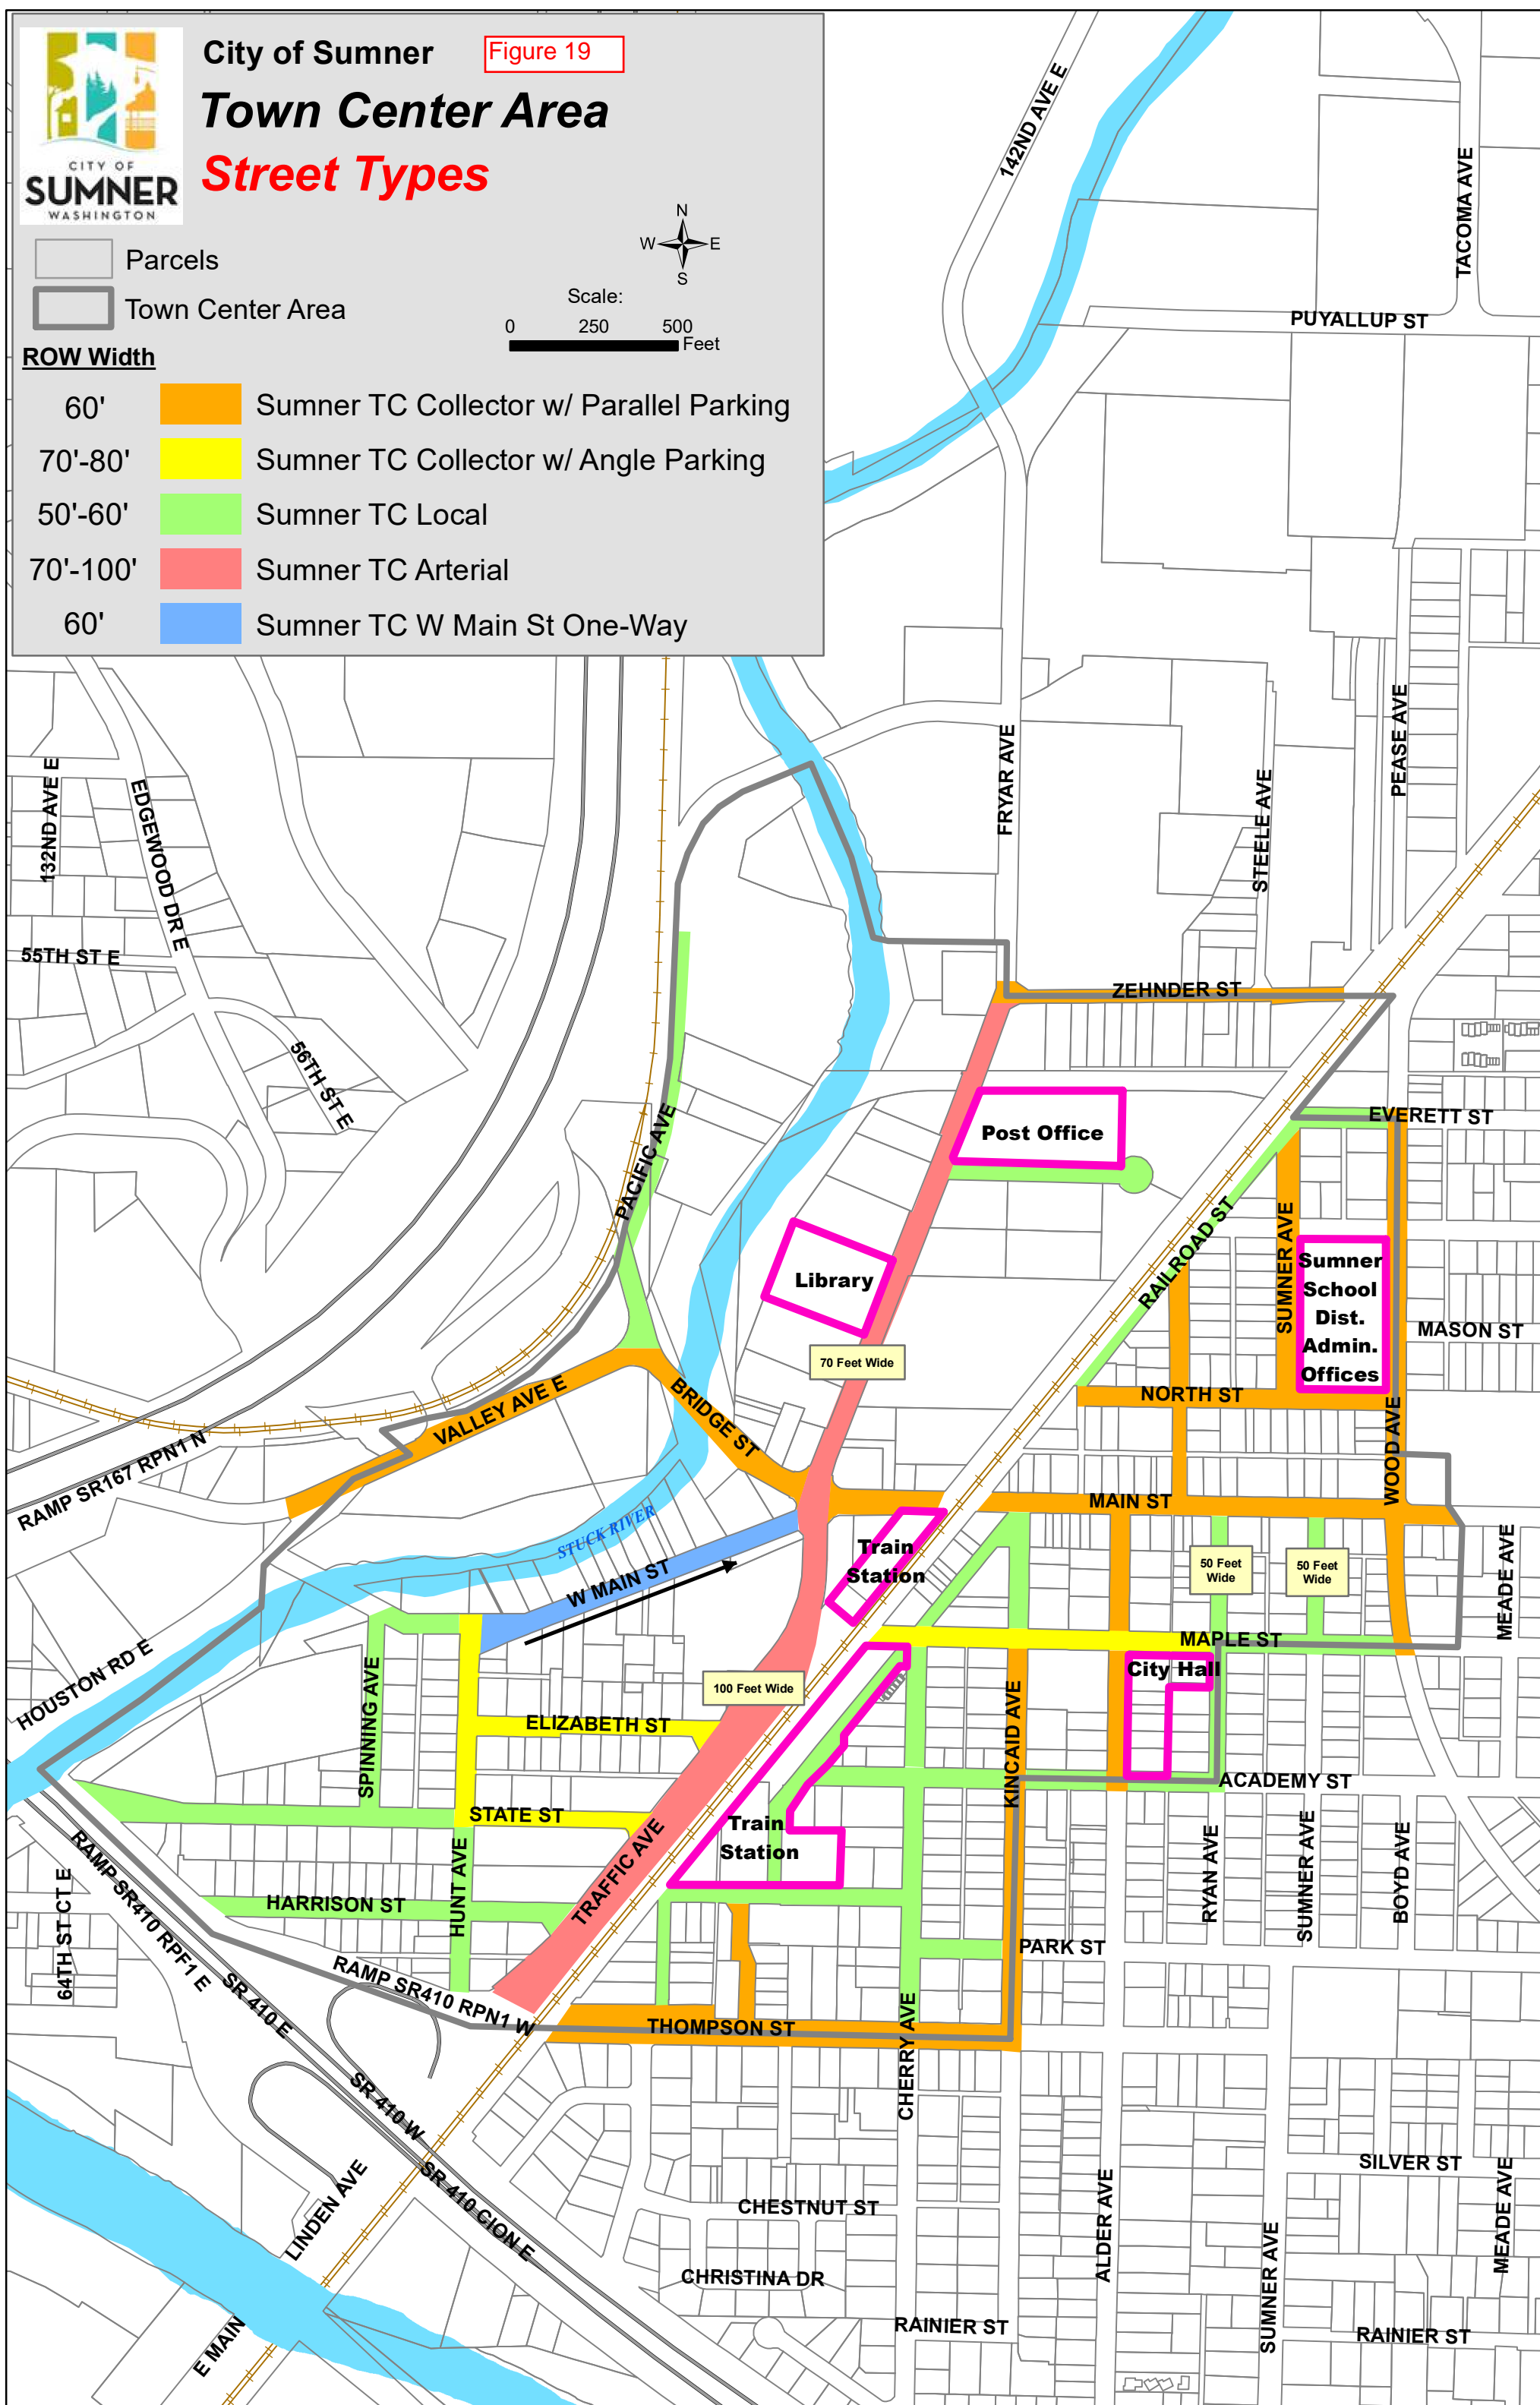 City of Sumner
Figure 19
Town Center Area
Street Types
CITY OF
SUMNER
WASHINGTON
N
W E
S
Parcels
Town Center Area
Scale:
0 250 500
Feet
ROW Width
60' Sumner TC Collector w/ Parallel Parking
70'-80' Sumner TC Collector w/ Angle Parking
50'-60' Sumner TC Local
70'-100' Sumner TC Arterial
60' Sumner TC W Main St One-Way
142ND AVE E
TACOMA AVE
PUYALLUP ST
132ND AVE E
EDGEWOOD DR E
FRYAR AVE
STEELE AVE
PEASE AVE
55TH ST E
56TH ST E
ZEHNDER ST
EVERETT ST
PACIFIC AVE
Post Office
Library
RAILROAD ST
SUMNER AVE
Sumner
School
Dist.
Admin.
Offices
MASON ST
70 Feet Wide
NORTH ST
WOOD AVE
VALLEY AVE E
BRIDGE ST
RAMP SR167 RPN1 N
MAIN ST
STUCK RIVER
W MAIN ST
Train
Station
50 Feet
Wide
50 Feet
Wide
MEADE AVE
MAPLE ST
City Hall
HOUSTON RD E
SPINNING AVE
100 Feet Wide
ELIZABETH ST
KINCAID AVE
ACADEMY ST
STATE ST
Train
Station
TRAFFIC AVE
HUNT AVE
HARRISON ST
RYAN AVE
SUMNER AVE
BOYD AVE
64TH ST CT E
RAMP SR410 RPF1 E
SR 410 E
RAMP SR410 RPN1 W
PARK ST
THOMPSON ST
CHERRY AVE
SR 410 W
SR 410 CION E
LINDEN AVE
E MAIN
CHESTNUT ST
CHRISTINA DR
RAINIER ST
ALDER AVE
SUMNER AVE
SILVER ST
MEADE AVE
RAINIER ST